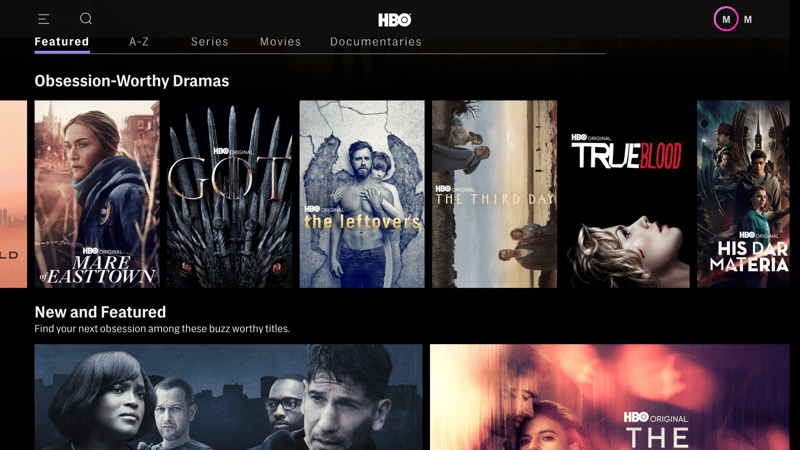 HBO
M M
Featured A-Z Series Movies Documentaries
Obsession-Worthy Dramas
LD
HBO ORIGINAL
MARE
of EASTTOWN
HBO ORIGINAL
GOT
HBO ORIGINAL
the leftovers
HBO ORIGINAL
THE THIRD DAY
HBO ORIGINAL
TRUE BLOOD
HBO ORIGINAL
HIS DAR
MATERIA
New and Featured
Find your next obsession among these buzz worthy titles.
HBO ORIGINAL
THE